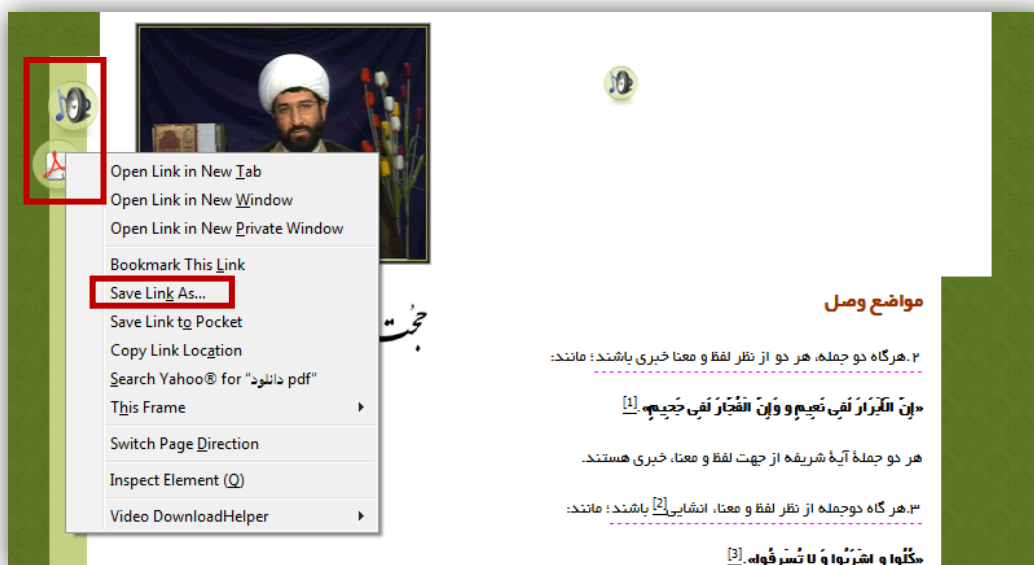 Open Link in New Tab
Open Link in New Window
Open Link in New Private Window
Bookmark This Link
Save Link As...
Save Link to Pocket
Copy Link Location
Search Yahoo® for "دانلود pdf"
This Frame
Switch Page Direction
Inspect Element (Q)
Video DownloadHelper
حجت
مواضع وصل
۲.هرگاه دو جمله، هر دو از نظر لفظ و معنا خبری باشند؛ مانند:
«إِنّ الْأَبْرَارَ لَفِی نَعِیمٍ و وَإِنّ الْفُجّارَ لَفِی جَحِیمٍ».[1]
هر دو جملهٔ آیهٔ شریفه از جهت لفظ و معنا، خبری هستند.
۳.هر گاه دوجمله از نظر لفظ و معنا، انشایی[2] باشند؛ مانند:
«كُلُوا و اشْرَبُوا وَ لا تُسْرِفُوا».[3]